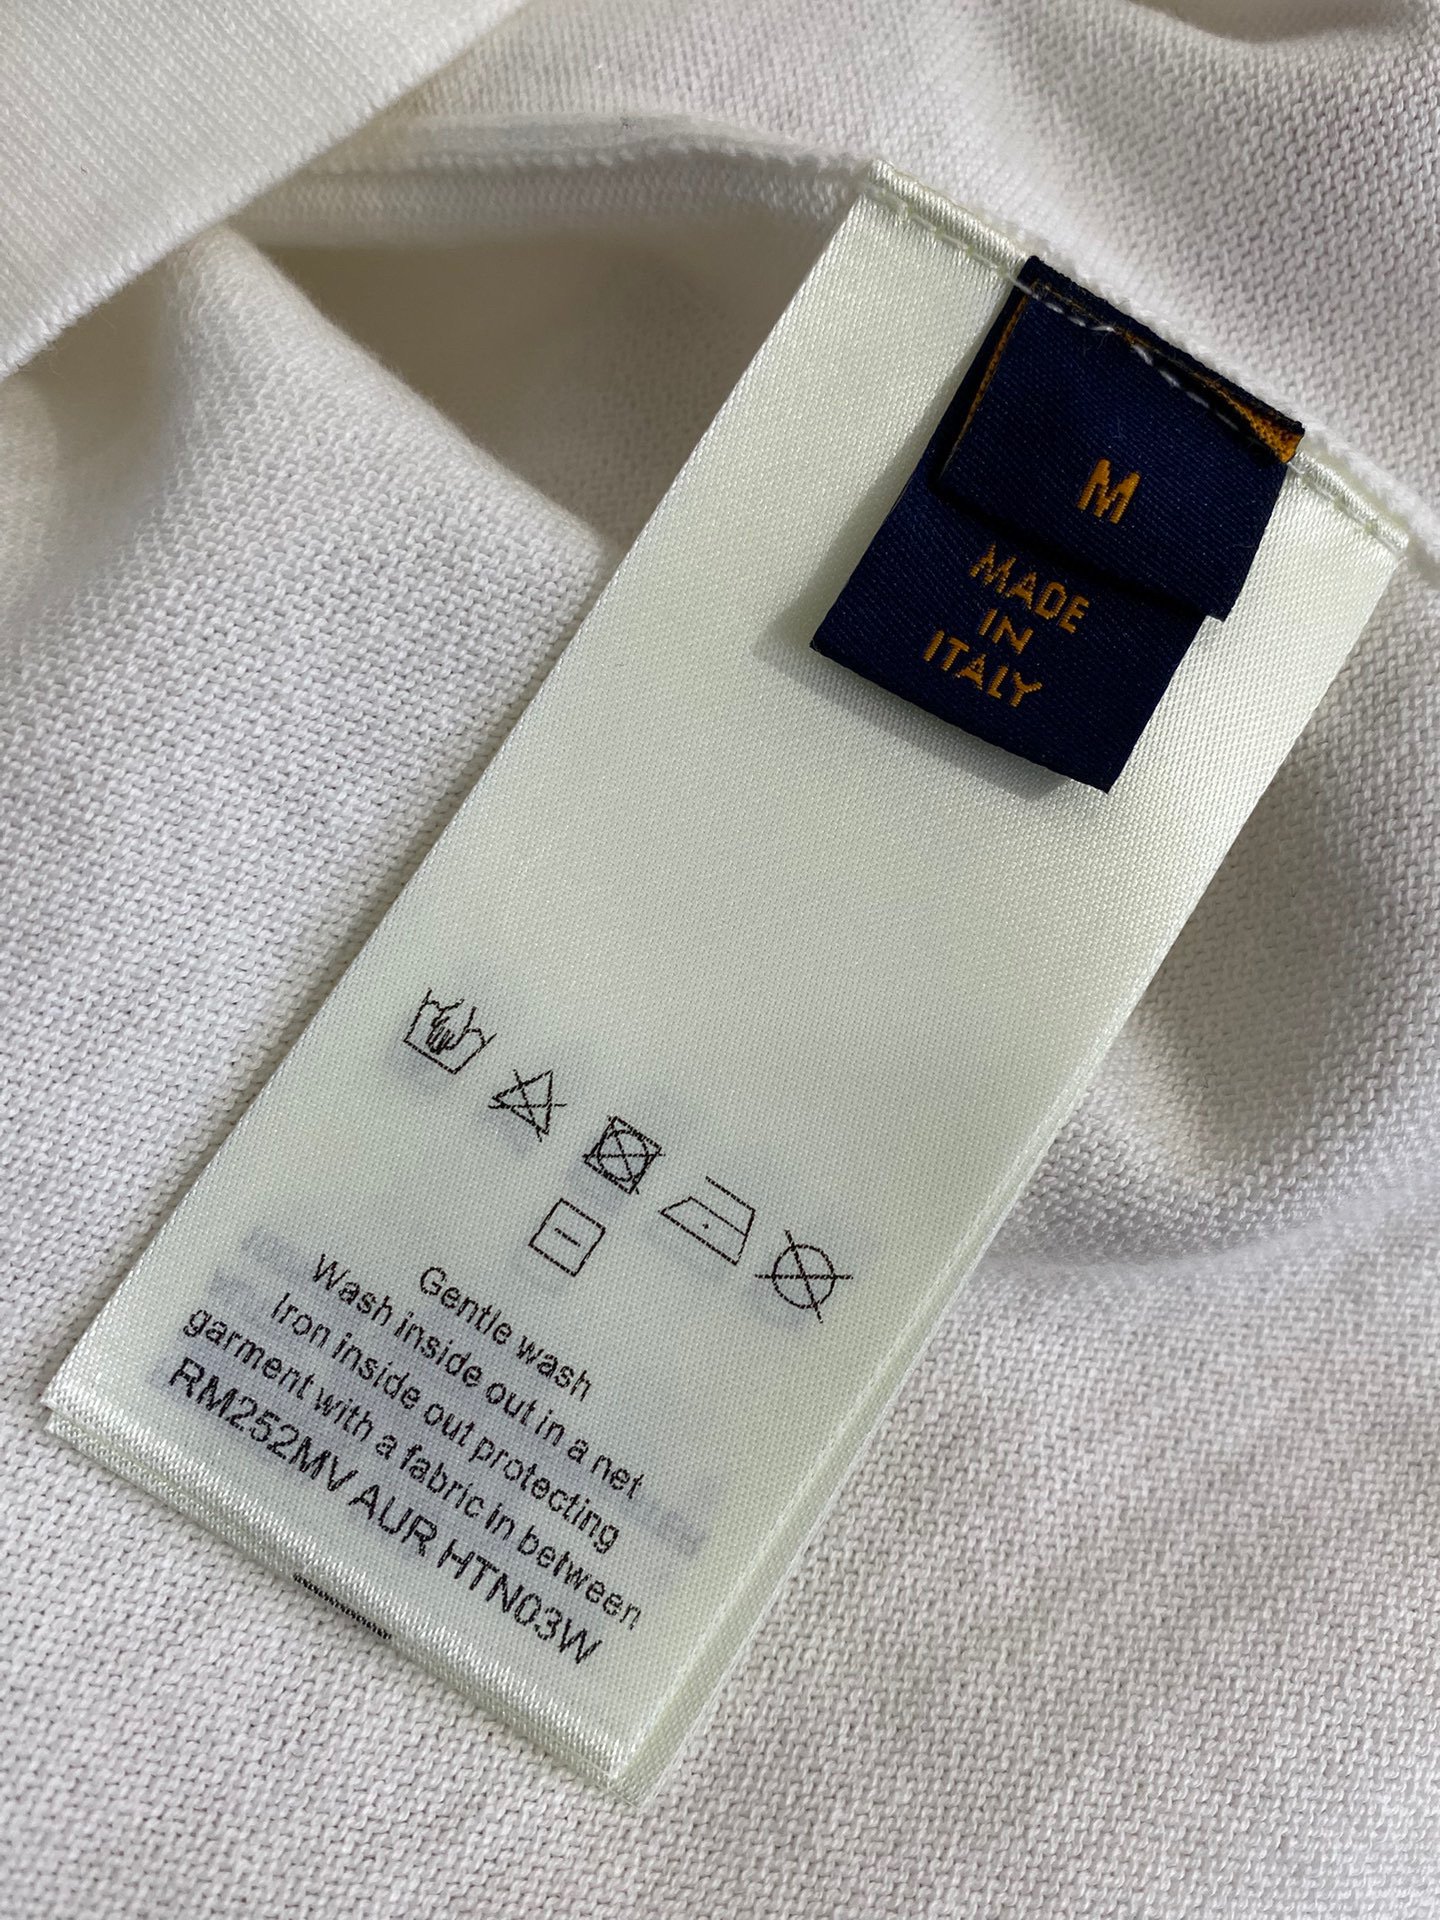 M
MADE
IN
ITALY
Gentle wash
Wash inside out in a net
Iron inside out protecting
garment with a fabric in between
RM252MV AUR HTN03W